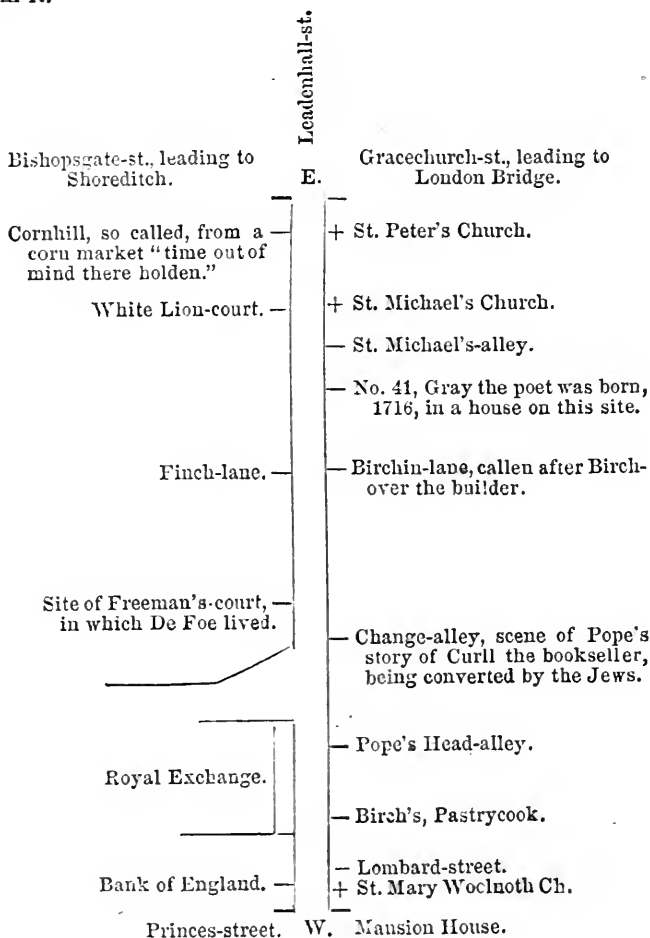 Leadenhall-st.
Bishopsgate-st., leading to
Shoreditch.
E.
Gracechurch-st., leading to
London Bridge.
Cornhill, so called, from a —
corn market "time out of
mind there holden."
+ St. Peter's Church.
White Lion-court. —
+ St. Michael's Church.
— St. Michael's-alley.
— No. 41, Gray the poet was born,
1716, in a house on this site.
Finch-lane. —
— Birchin-lane, callen after Birch-
over the builder.
Site of Freeman's-court, —
in which De Foe lived.
— Change-alley, scene of Pope's
story of Curll the bookseller,
being converted by the Jews.
— Pope's Head-alley.
Royal Exchange.
— Birch's, Pastrycook.
— Lombard-street.
Bank of England. —
+ St. Mary Woolnoth Ch.
Princes-street.
W.
Mansion House.